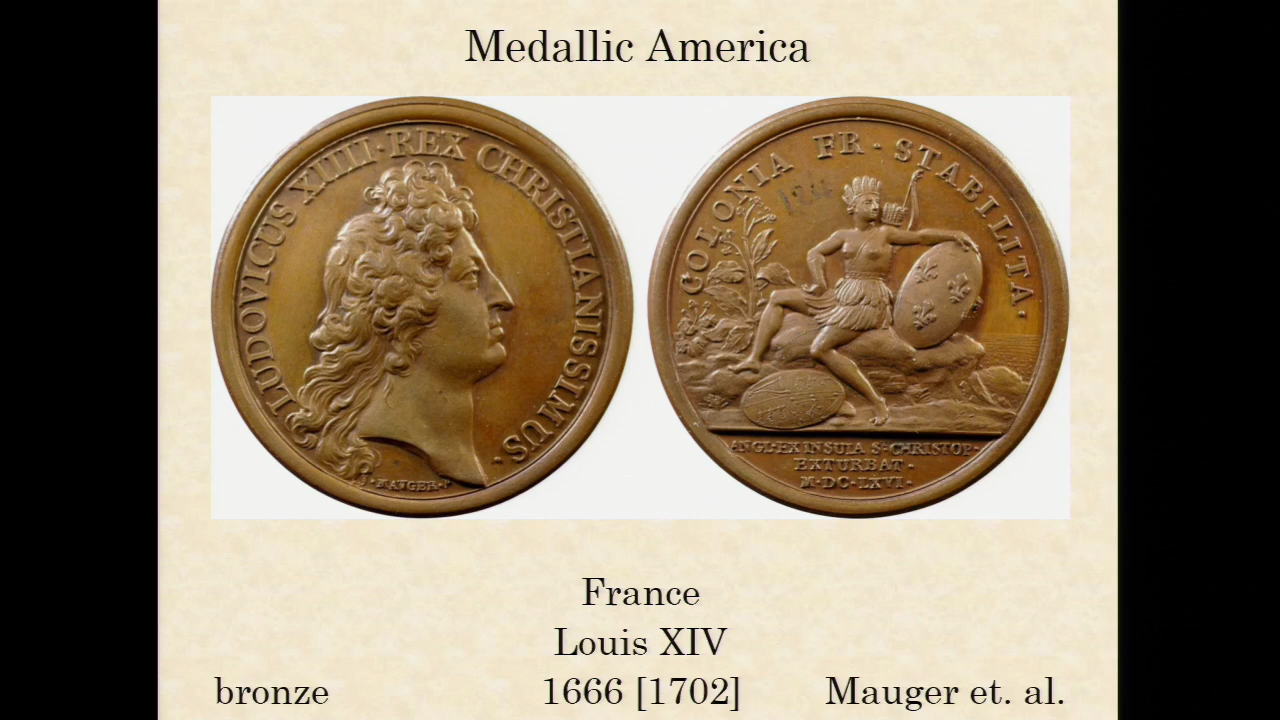 Medallic America
LUDOVICUS XIIII · REX CHRISTIANISSIMUS ·
MAUGER · F
COLONIA FR · STABILITA ·
ANGL · EX INSULA S · CHRISTOP ·
EXTURBAT ·
M · DC · LXVI ·
France
Louis XIV
bronze 1666 [1702] Mauger et. al.